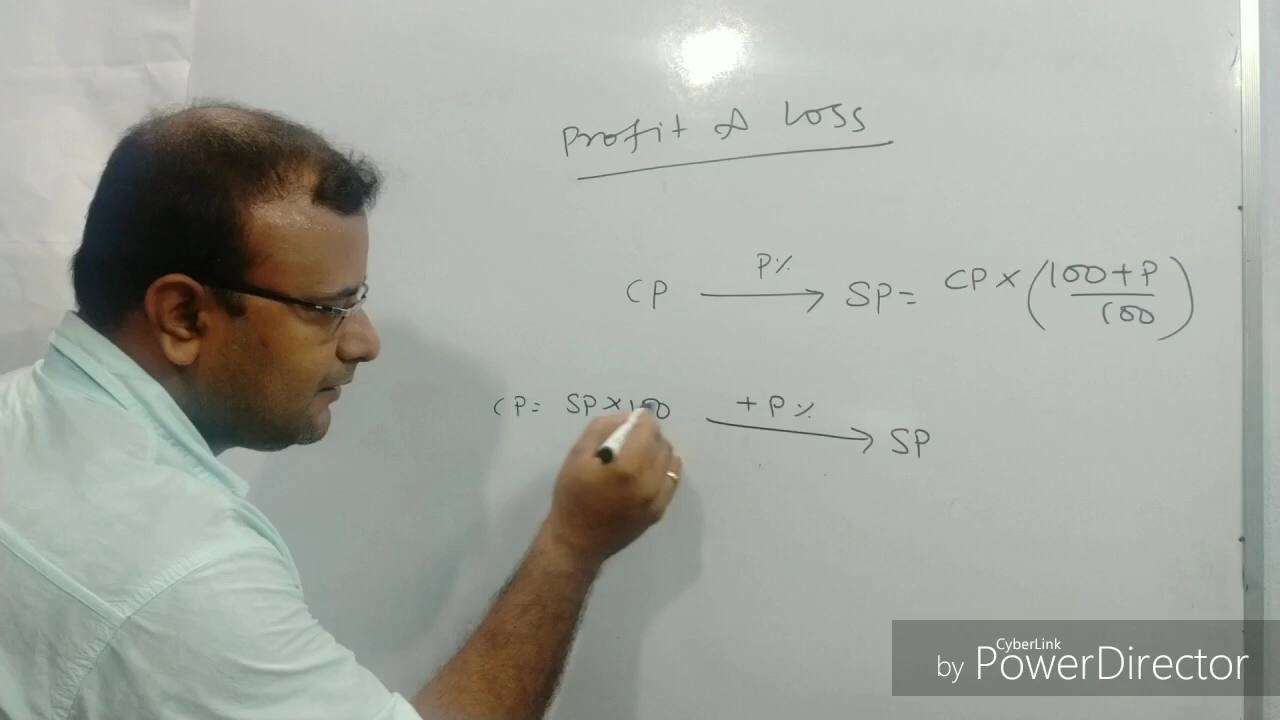 Profit & Loss
P%
CP → SP = CP × (100+P / 100)
CP = SP×100 +P% → SP
CyberLink
by PowerDirector